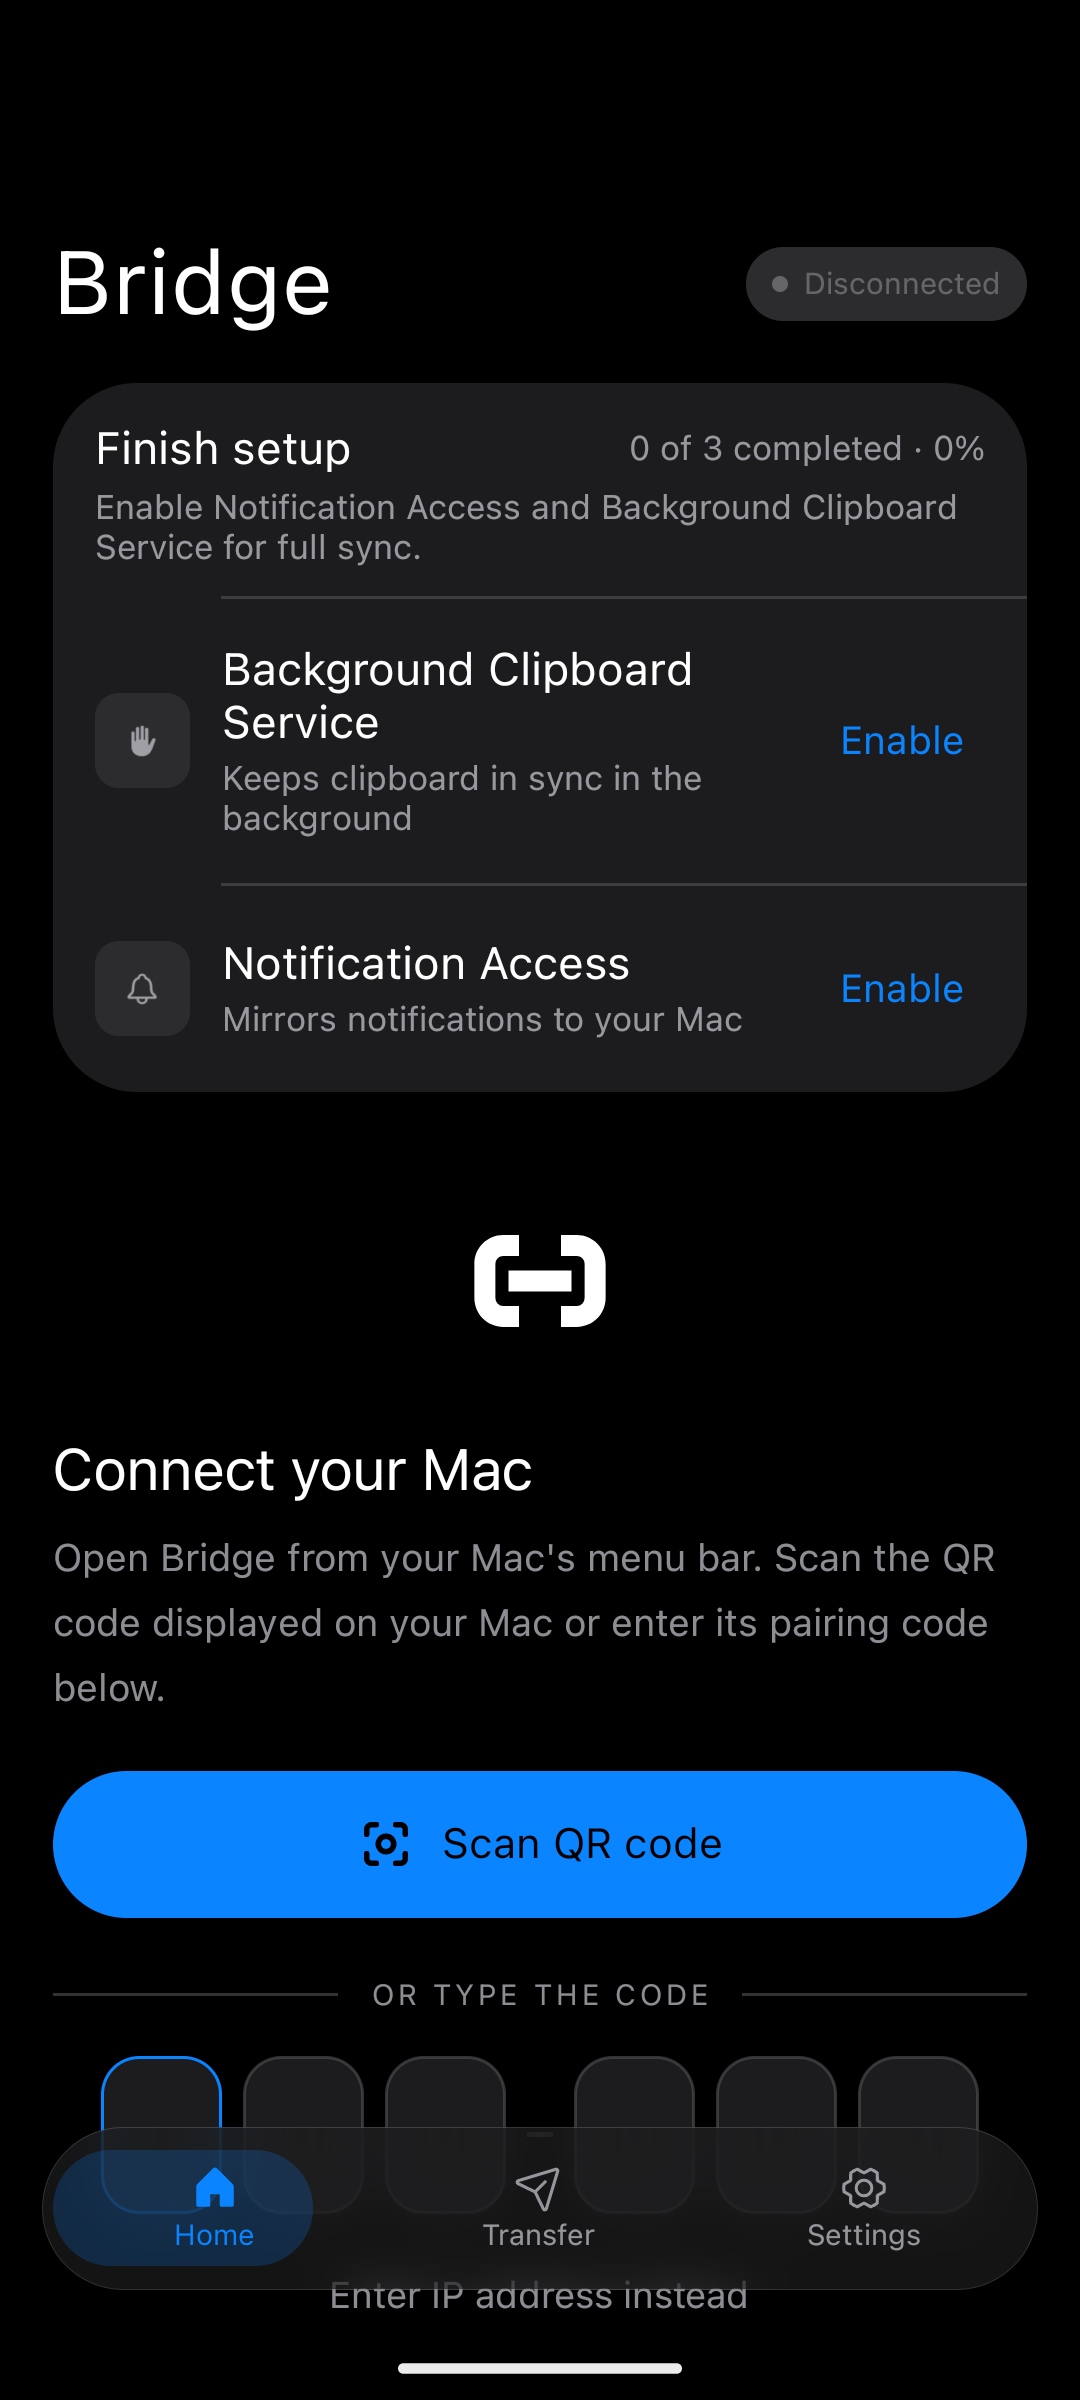 Bridge
Disconnected
Finish setup
0 of 3 completed · 0%
Enable Notification Access and Background Clipboard
Service for full sync.
Background Clipboard
Service
Keeps clipboard in sync in the
background
Enable
Notification Access
Mirrors notifications to your Mac
Enable
Connect your Mac
Open Bridge from your Mac's menu bar. Scan the QR
code displayed on your Mac or enter its pairing code
below.
Scan QR code
OR TYPE THE CODE
Home
Transfer
Settings
Enter IP address instead